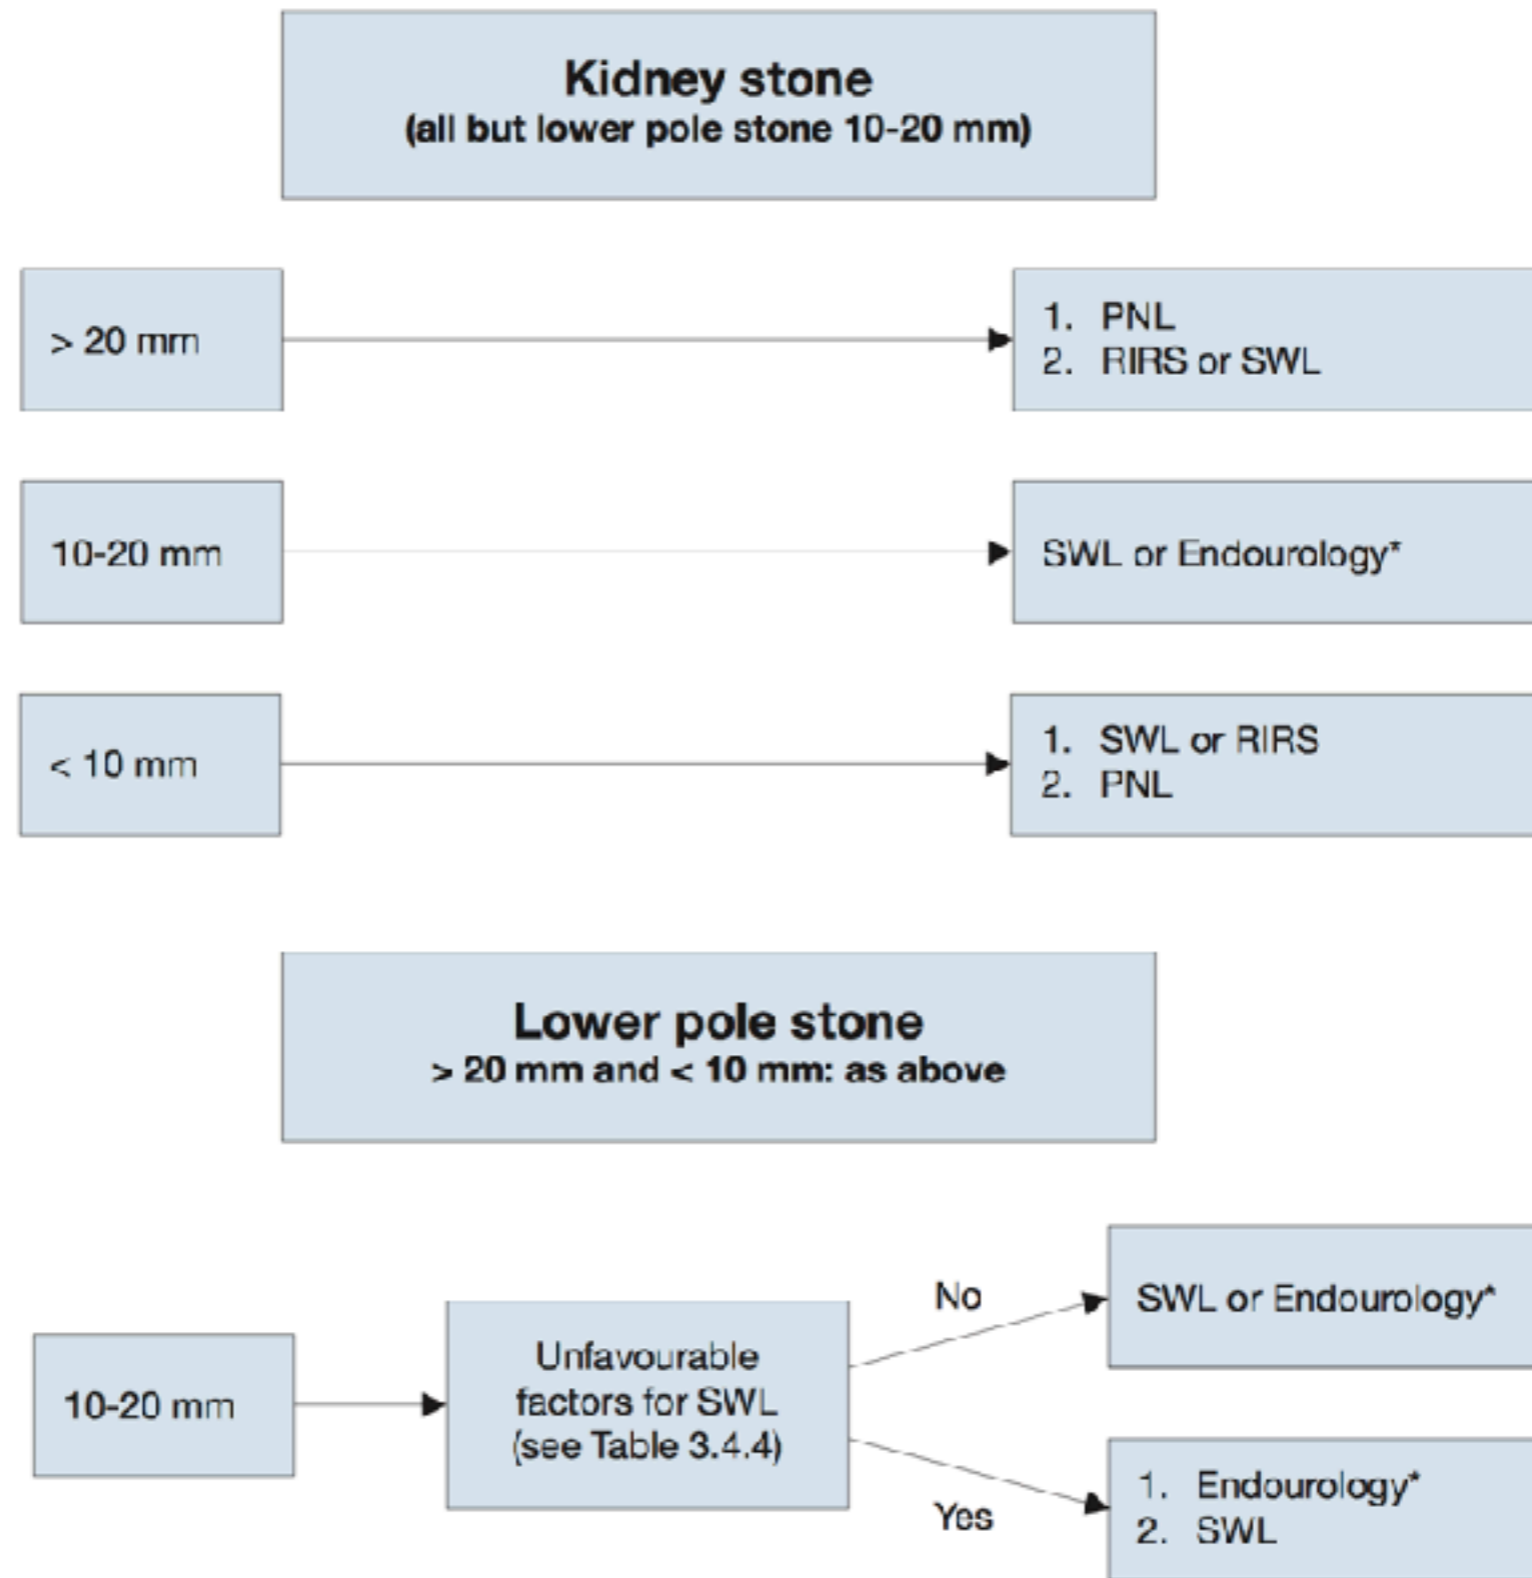 Kidney stone
(all but lower pole stone 10-20 mm)
> 20 mm
1. PNL
2. RIRS or SWL
10-20 mm
SWL or Endourology*
< 10 mm
1. SWL or RIRS
2. PNL
Lower pole stone
> 20 mm and < 10 mm: as above
No
SWL or Endourology*
10-20 mm
Unfavourable
factors for SWL
(see Table 3.4.4)
Yes
1. Endourology*
2. SWL